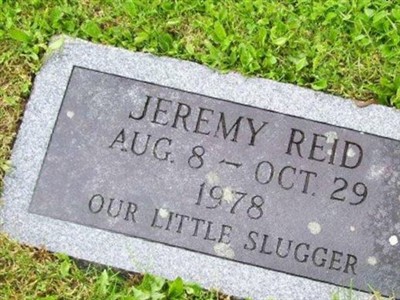 JEREMY REID
AUG. 8 – OCT. 29
1978
OUR LITTLE SLUGGER